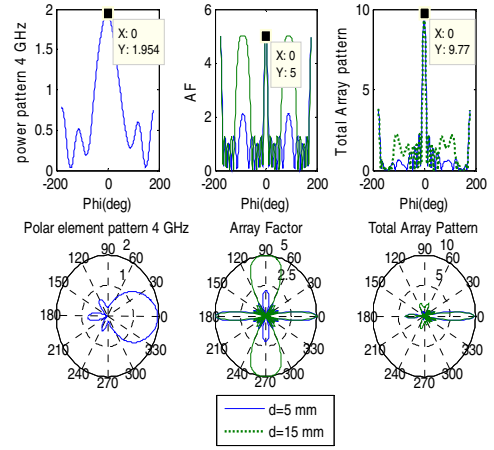 power pattern 4 GHz
2
1.5
1
0.5
0
-200 0 200
Phi(deg)
X: 0
Y: 1.954
AF
6
4
2
0
-200 0 200
Phi(deg)
X: 0
Y: 5
Total Array pattern
10
5
0
-200 0 200
Phi(deg)
X: 0
Y: 9.77
Polar element pattern 4 GHz
90 2
120 60
150 1 30
180 0
210 330
240 300
270
Array Factor
90 5
120 60
150 2.5 30
180 0
210 330
240 300
270
Total Array Pattern
90 10
120 60
150 5 30
180 0
210 330
240 300
270
d=5 mm
d=15 mm